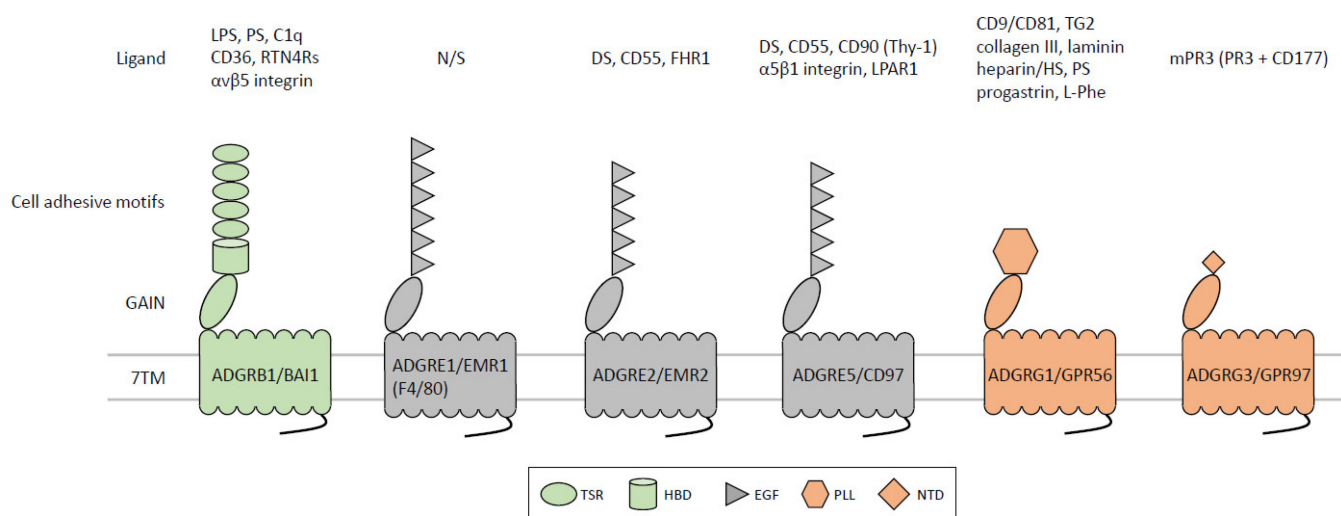 Ligand
LPS, PS, C1q
CD36, RTN4Rs
αvβ5 integrin
N/S
DS, CD55, FHR1
DS, CD55, CD90 (Thy-1)
α5β1 integrin, LPAR1
CD9/CD81, TG2
collagen III, laminin
heparin/HS, PS
progastrin, L-Phe
mPR3 (PR3 + CD177)
Cell adhesive motifs
GAIN
7TM
ADGRB1/BAI1
ADGRE1/EMR1
(F4/80)
ADGRE2/EMR2
ADGRE5/CD97
ADGRG1/GPR56
ADGRG3/GPR97
TSR
HBD
EGF
PLL
NTD